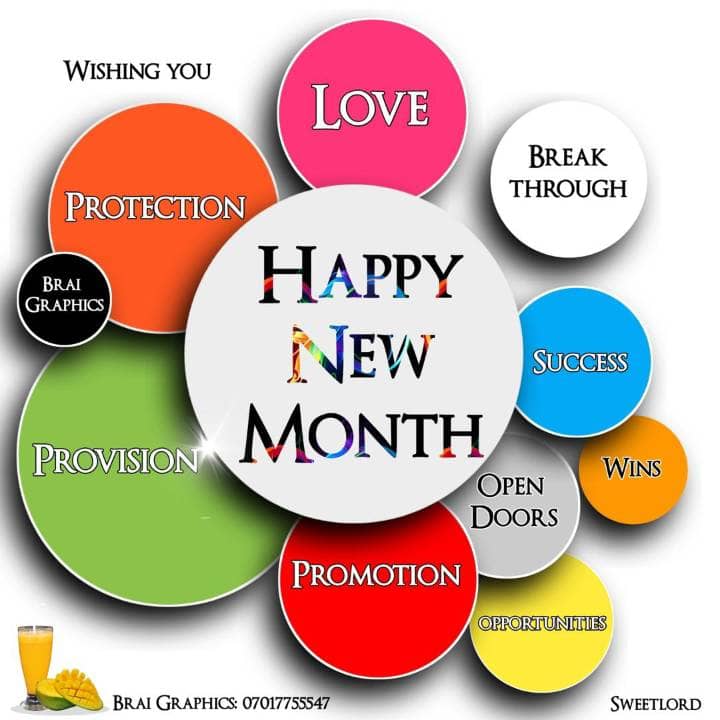 Wishing you
Love
Break
through
Protection
Brai
Graphics
Happy
New
Month
Success
Provision
Wins
Open
Doors
Promotion
opportunities
Brai Graphics: 07017755547
Sweetlord